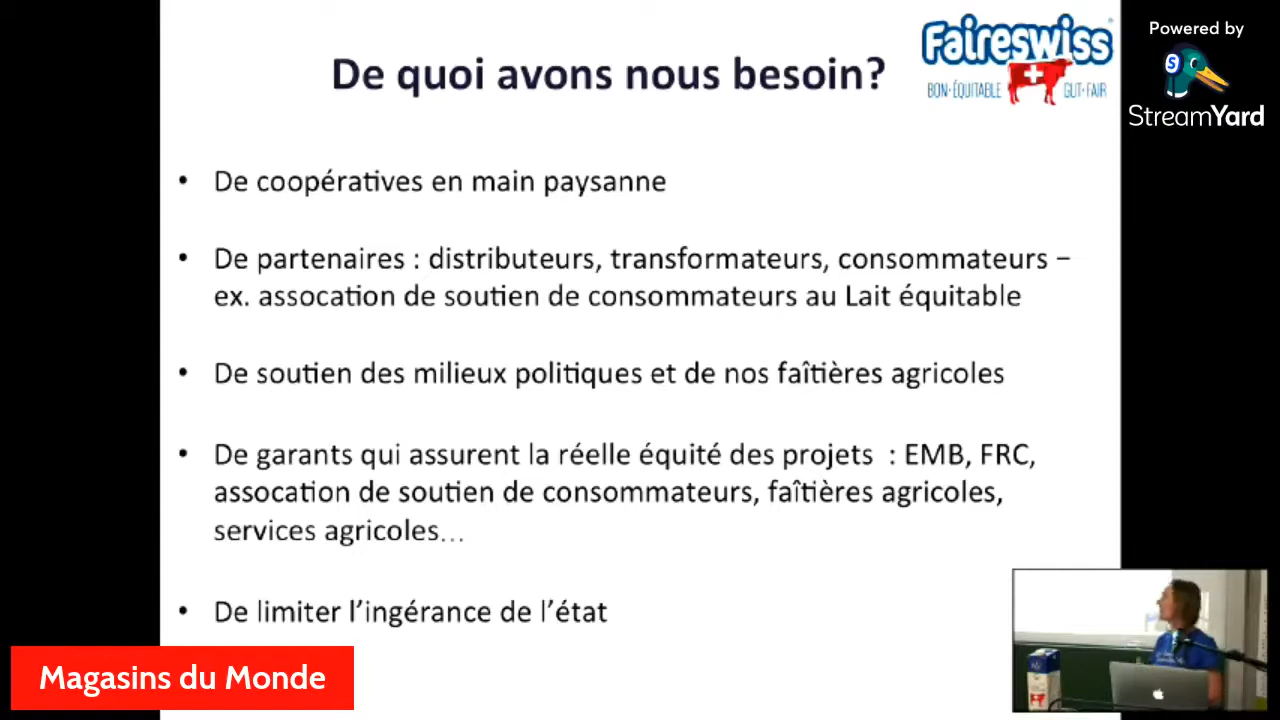 De quoi avons nous besoin?
Faireswiss
BON·ÉQUITABLE GUT·FAIR
Powered by
StreamYard
• De coopératives en main paysanne
• De partenaires : distributeurs, transformateurs, consommateurs –
ex. assocation de soutien de consommateurs au Lait équitable
• De soutien des milieux politiques et de nos faîtières agricoles
• De garants qui assurent la réelle équité des projets : EMB, FRC,
assocation de soutien de consommateurs, faîtières agricoles,
services agricoles...
• De limiter l'ingérance de l'état
Magasins du Monde